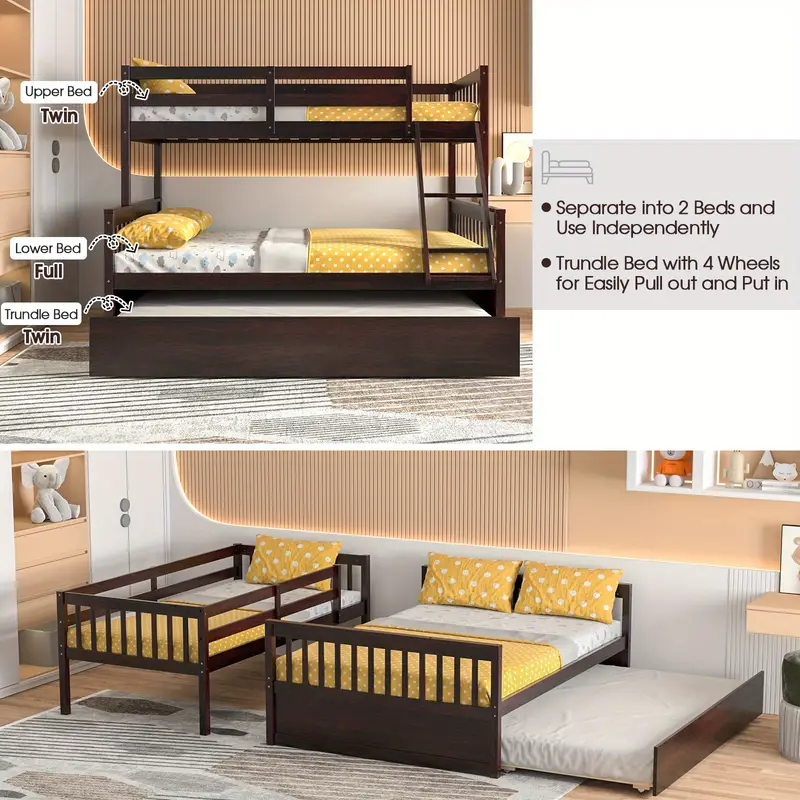 Upper Bed
Twin
Lower Bed
Full
Trundle Bed
Twin
• Separate into 2 Beds and
Use Independently
• Trundle Bed with 4 Wheels
for Easily Pull out and Put in